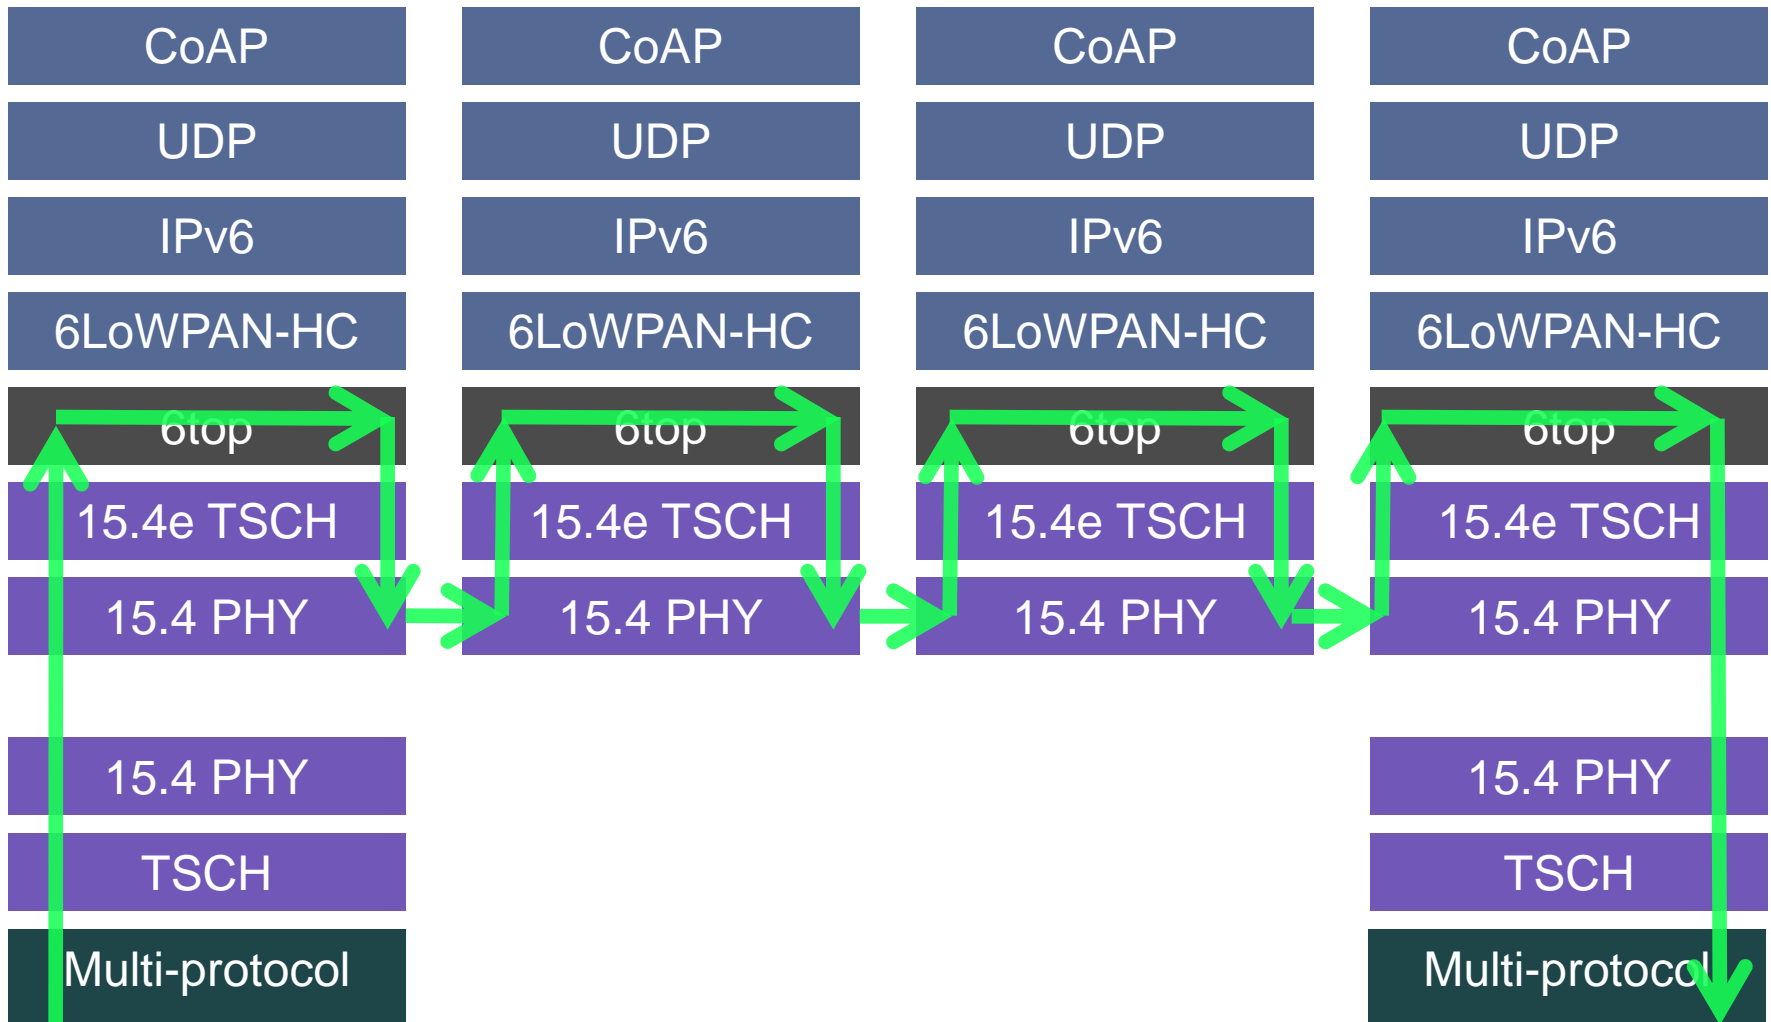 CoAP CoAP CoAP CoAP
UDP UDP UDP UDP
IPv6 IPv6 IPv6 IPv6
6LoWPAN-HC 6LoWPAN-HC 6LoWPAN-HC 6LoWPAN-HC
6top 6top 6top 6top
15.4e TSCH 15.4e TSCH 15.4e TSCH 15.4e TSCH
15.4 PHY 15.4 PHY 15.4 PHY 15.4 PHY
15.4 PHY 15.4 PHY
TSCH TSCH
Multi-protocol Multi-protocol